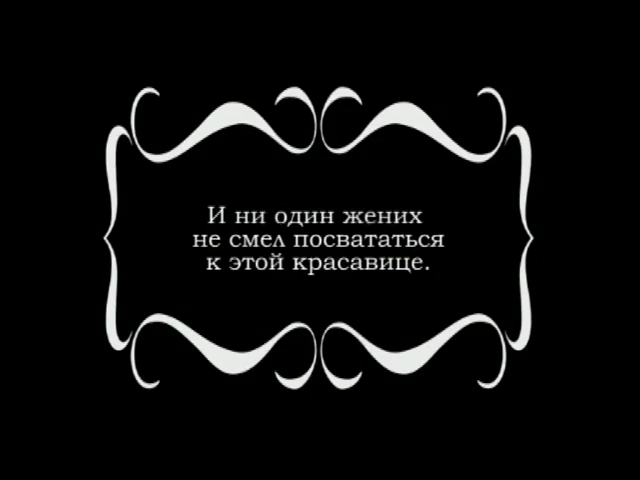 И ни один жених
не смел посвататься
к этой красавице.